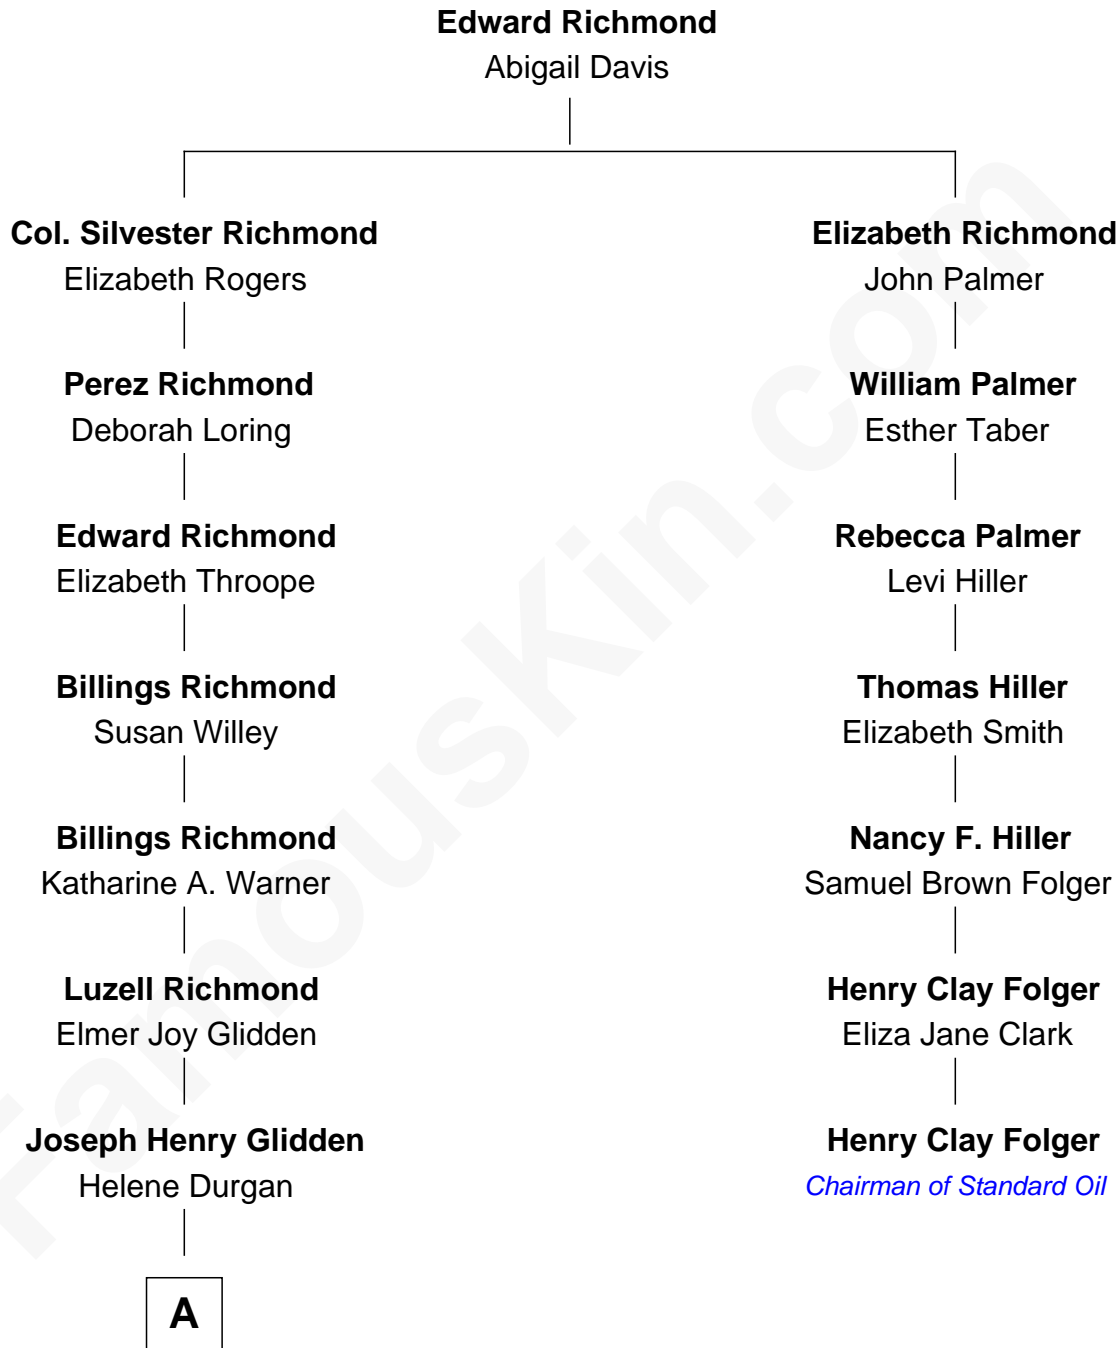 Edward Richmond
Abigail Davis
Col. Silvester Richmond
Elizabeth Rogers
Elizabeth Richmond
John Palmer
Perez Richmond
Deborah Loring
William Palmer
Esther Taber
Edward Richmond
Elizabeth Throope
Rebecca Palmer
Levi Hiller
Billings Richmond
Susan Willey
Thomas Hiller
Elizabeth Smith
Billings Richmond
Katharine A. Warner
Nancy F. Hiller
Samuel Brown Folger
Luzell Richmond
Elmer Joy Glidden
Henry Clay Folger
Eliza Jane Clark
Joseph Henry Glidden
Helene Durgan
Henry Clay Folger
Chairman of Standard Oil
A
FamousKin.com